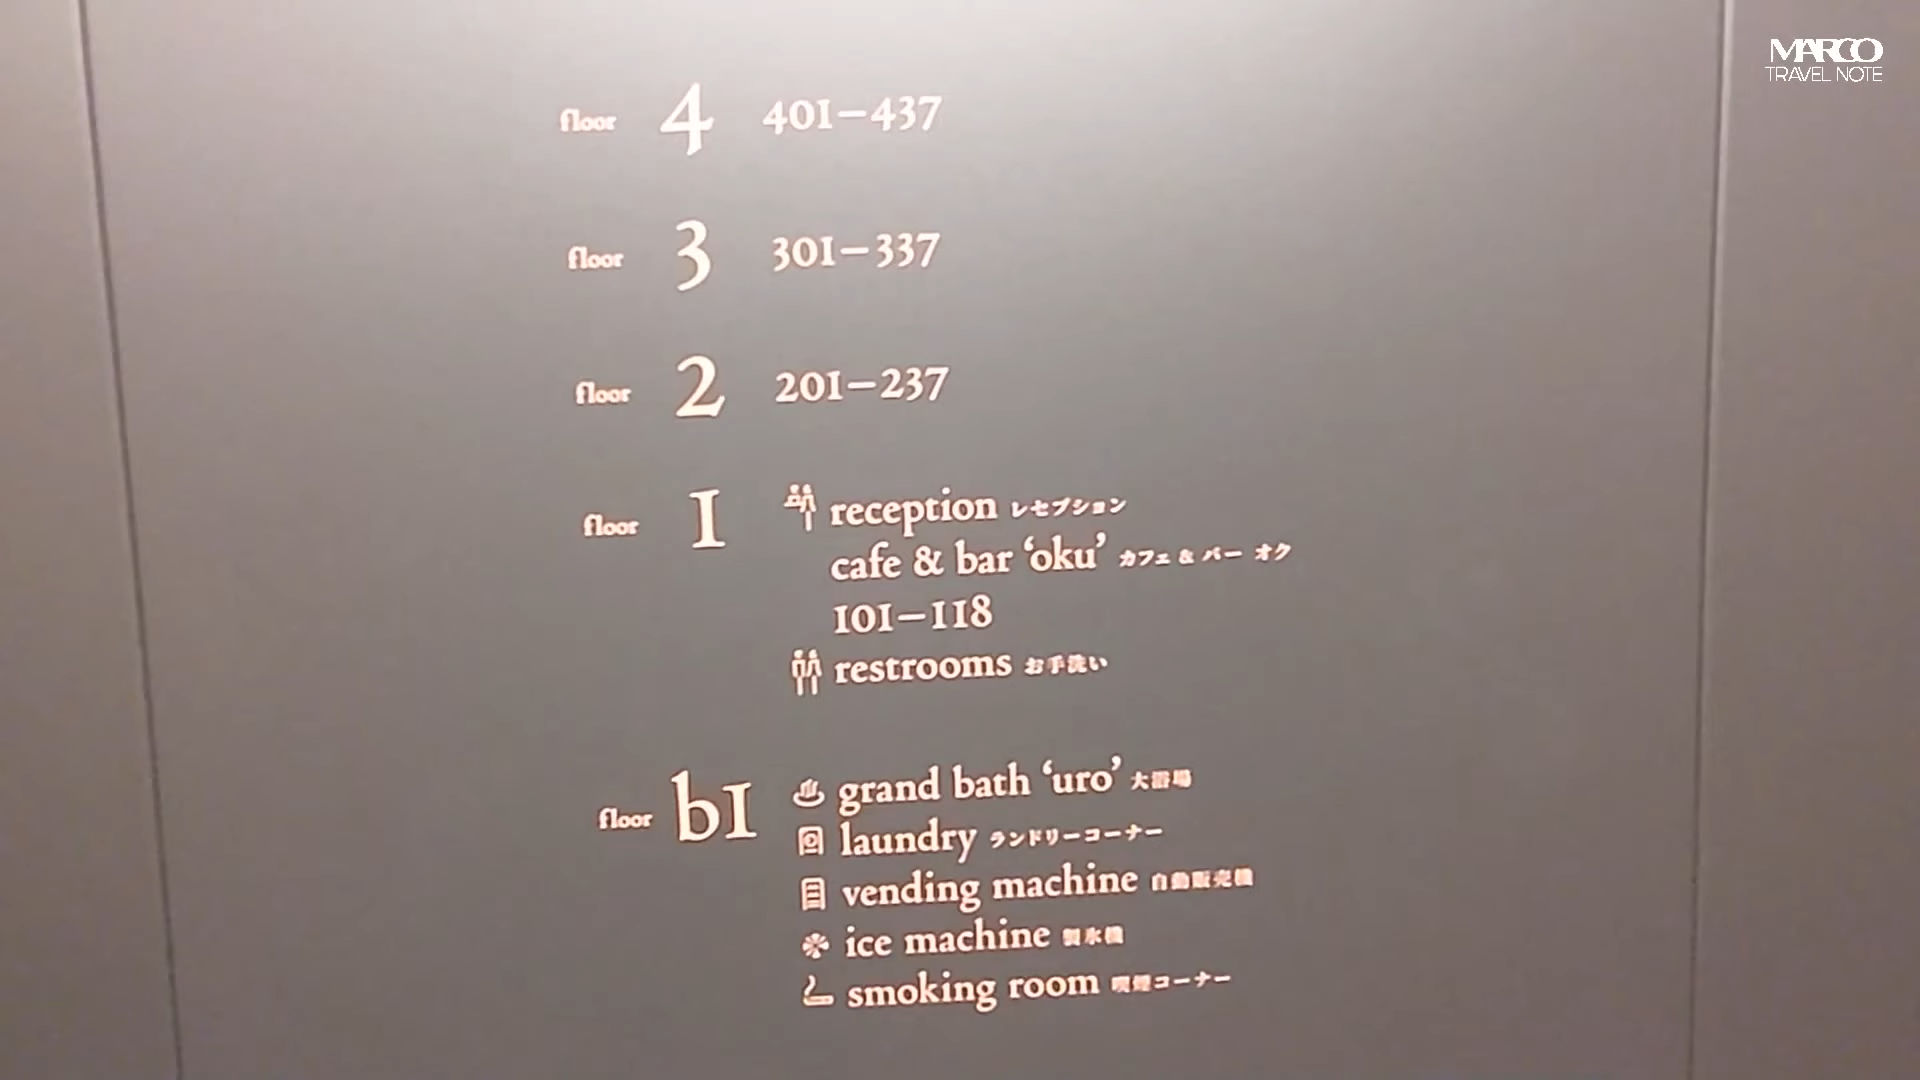 MARCO
TRAVEL NOTE
floor 4 401–437
floor 3 301–337
floor 2 201–237
floor 1 reception レセプション
cafe & bar ‘oku’ カフェ & バー オク
101–118
restrooms お手洗い
floor b1 grand bath ‘uro’ 大浴場
laundry ランドリーコーナー
vending machine 自動販売機
ice machine 製氷機
smoking room 喫煙コーナー